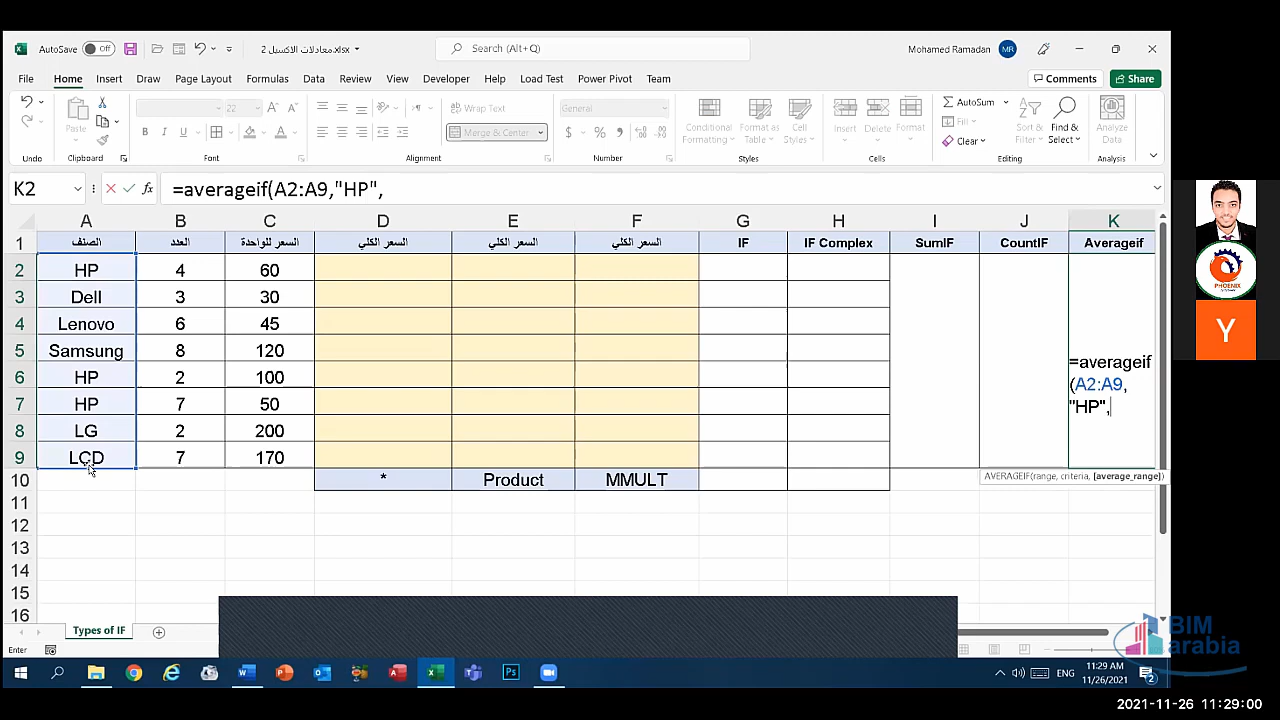 AutoSave Off
معادلات الاكسيل 2.xlsx
Search (Alt+Q)
Mohamed Ramadan MR
File Home Insert Draw Page Layout Formulas Data Review View Developer Help Load Test Power Pivot Team
Comments Share
Paste
22
B I U
Wrap Text
Merge & Center
General
Conditional Formatting
Format as Table
Cell Styles
Insert Delete Format
AutoSum
Fill
Clear
Sort & Filter
Find & Select
Analyze Data
Undo Clipboard Font Alignment Number Styles Cells Editing Analysis
K2 fx =averageif(A2:A9,"HP",
A B C D E F G H I J K
1 الصنف العدد السعر للواحدة السعر الكلي السعر الكلي السعر الكلي IF IF Complex SumIF CountIF Averageif
2 HP 4 60
3 Dell 3 30
4 Lenovo 6 45
5 Samsung 8 120
6 HP 2 100
7 HP 7 50
8 LG 2 200
9 LCD 7 170
=averageif
(A2:A9,
"HP",
10 * Product MMULT
AVERAGEIF(range, criteria, [average_range])
11
12
13
14
15
16
Types of IF
Enter
Y
PHOENIX
BIM
arabia
ENG
11:29 AM
11/26/2021
2
2021-11-26 11:29:00